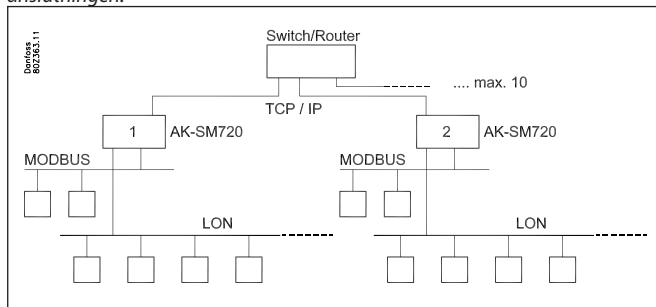 anslutningen.
Danfoss
80Z363.11
Switch/Router
.... max. 10
TCP / IP
1 AK-SM720
2 AK-SM720
MODBUS
MODBUS
LON
LON